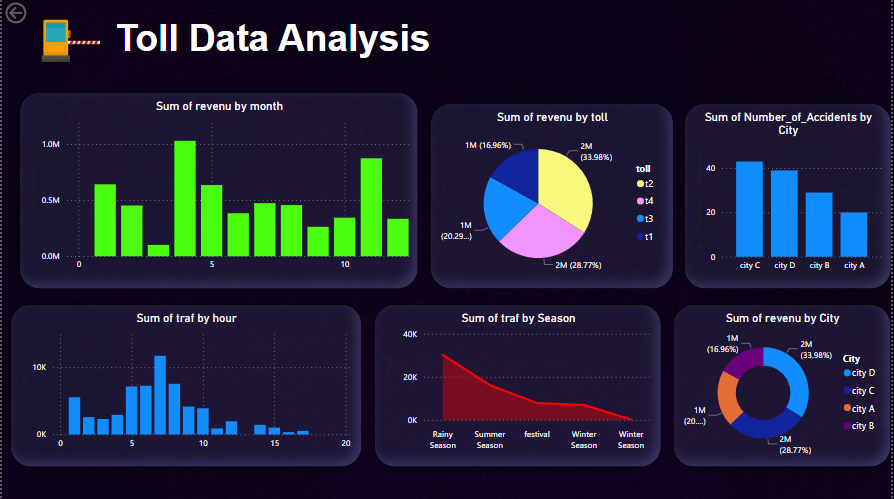 Toll Data Analysis
Sum of revenu by month
1.0M
0.5M
0.0M
0
5
10
Sum of revenu by toll
1M (16.96%)
2M
(33.98%)
1M
(20.29...)
2M (28.77%)
toll
t2
t4
t3
t1
Sum of Number_of_Accidents by
City
40
20
0
city C
city D
city B
city A
Sum of traf by hour
10K
0K
0
5
10
15
20
Sum of traf by Season
40K
20K
0K
Rainy
Season
Summer
Season
festival
Winter
Season
Winter
Season
Sum of revenu by City
1M
(16.96%)
2M
(33.98%)
1M
(20....)
2M
(28.77%)
City
city D
city C
city A
city B